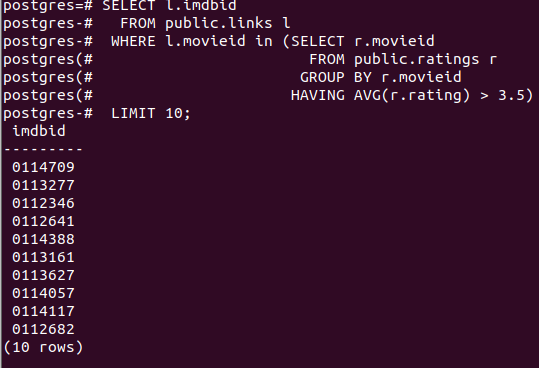 postgres=# SELECT l.imdbid
postgres-#   FROM public.links l
postgres-#  WHERE l.movieid in (SELECT r.movieid
postgres(#                        FROM public.ratings r
postgres(#                       GROUP BY r.movieid
postgres(#                      HAVING AVG(r.rating) > 3.5)
postgres-#  LIMIT 10;
 imdbid
---------
 0114709
 0113277
 0112346
 0112641
 0114388
 0113161
 0113627
 0114057
 0114117
 0112682
(10 rows)